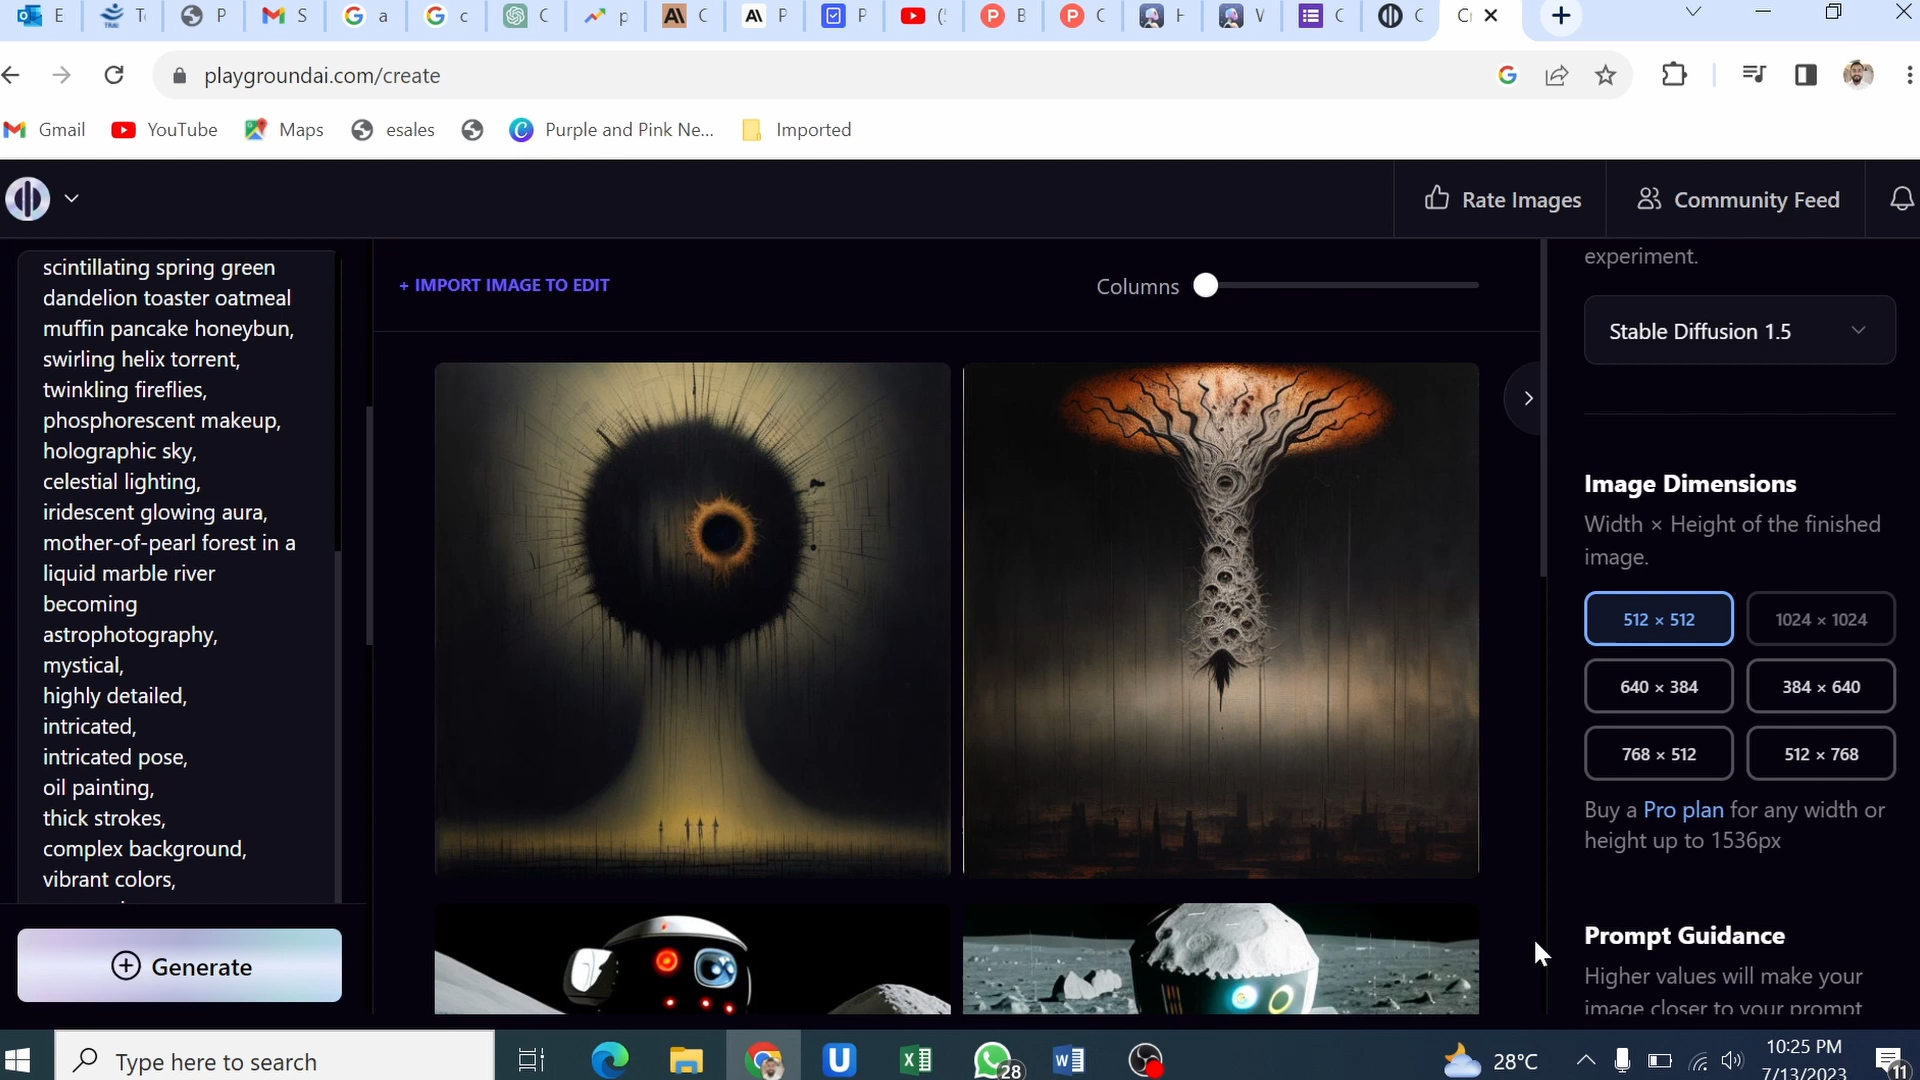 E
T
P
S
a
c
C
p
C
P
P
(
B
C
H
V
C
C
C
playgroundai.com/create
Gmail
YouTube
Maps
esales
Purple and Pink Ne...
Imported
Rate Images
Community Feed
scintillating spring green
dandelion toaster oatmeal
muffin pancake honeybun,
swirling helix torrent,
twinkling fireflies,
phosphorescent makeup,
holographic sky,
celestial lighting,
iridescent glowing aura,
mother-of-pearl forest in a
liquid marble river
becoming
astrophotography,
mystical,
highly detailed,
intricated,
intricated pose,
oil painting,
thick strokes,
complex background,
vibrant colors,
Generate
+ IMPORT IMAGE TO EDIT
Columns
experiment.
Stable Diffusion 1.5
Image Dimensions
Width × Height of the finished
image.
512 × 512
1024 × 1024
640 × 384
384 × 640
768 × 512
512 × 768
Buy a Pro plan for any width or
height up to 1536px
Prompt Guidance
Higher values will make your
image closer to your prompt
Type here to search
28
28°C
10:25 PM
7/13/2023
11